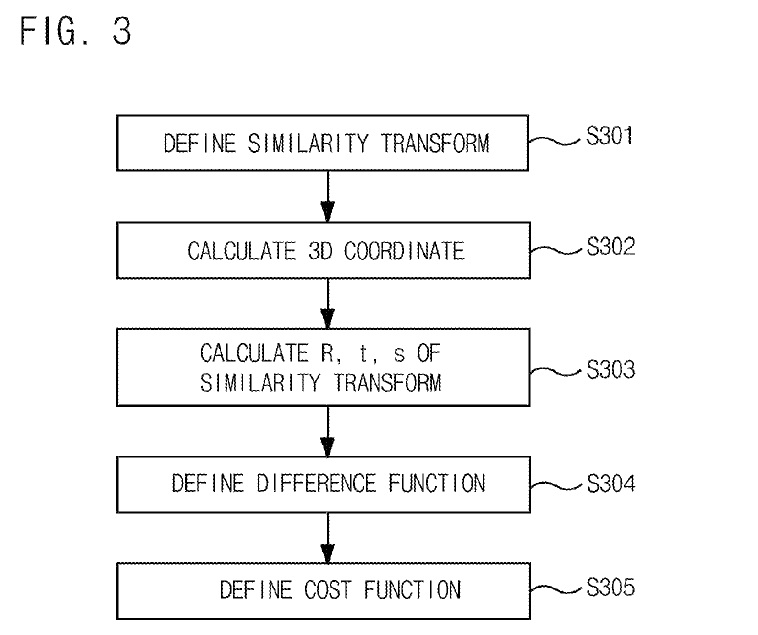 FIG. 3
DEFINE SIMILARITY TRANSFORM
S301
CALCULATE 3D COORDINATE
S302
CALCULATE R, t, s OF
SIMILARITY TRANSFORM
S303
DEFINE DIFFERENCE FUNCTION
S304
DEFINE COST FUNCTION
S305